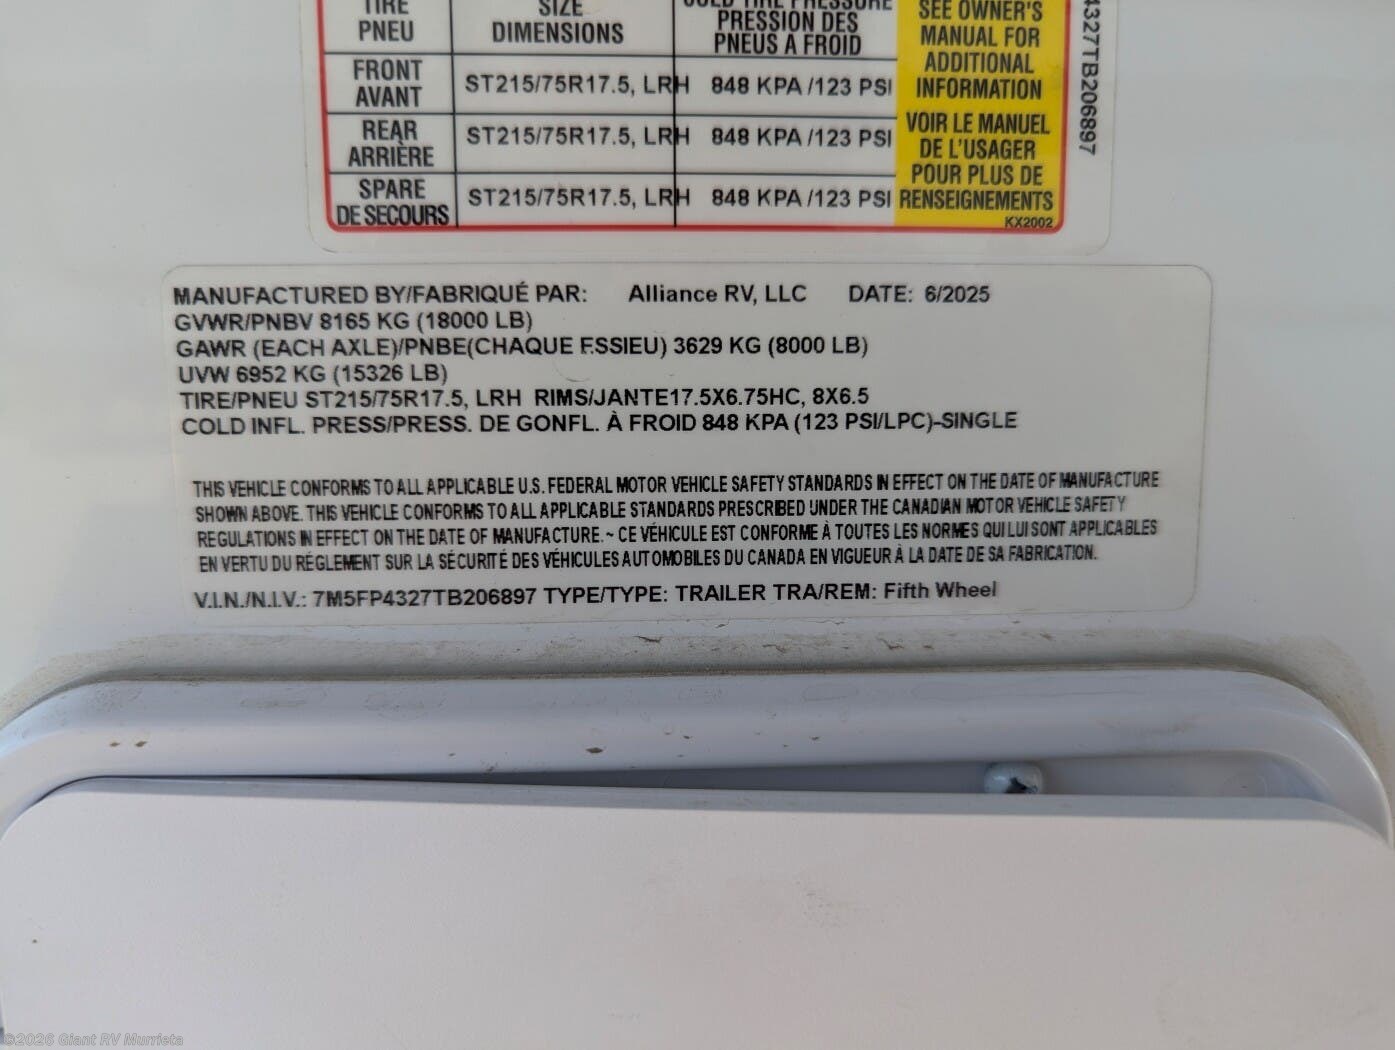 TIRE
PNEU
SIZE
DIMENSIONS
COLD TIRE PRESSURE
PRESSION DES
PNEUS A FROID
SEE OWNER'S
MANUAL FOR
ADDITIONAL
INFORMATION
VOIR LE MANUEL
DE L'USAGER
POUR PLUS DE
RENSEIGNEMENTS
KX2002
FRONT
AVANT
ST215/75R17.5, LRH 848 KPA /123 PSI
REAR
ARRIÈRE
ST215/75R17.5, LRH 848 KPA /123 PSI
SPARE
DE SECOURS
ST215/75R17.5, LRH 848 KPA /123 PSI
4327TB206897
MANUFACTURED BY/FABRIQUÉ PAR: Alliance RV, LLC DATE: 6/2025
GVWR/PNBV 8165 KG (18000 LB)
GAWR (EACH AXLE)/PNBE(CHAQUE ESSIEU) 3629 KG (8000 LB)
UVW 6952 KG (15326 LB)
TIRE/PNEU ST215/75R17.5, LRH RIMS/JANTE17.5X6.75HC, 8X6.5
COLD INFL. PRESS/PRESS. DE GONFL. À FROID 848 KPA (123 PSI/LPC)-SINGLE
THIS VEHICLE CONFORMS TO ALL APPLICABLE U.S. FEDERAL MOTOR VEHICLE SAFETY STANDARDS IN EFFECT ON THE DATE OF MANUFACTURE
SHOWN ABOVE. THIS VEHICLE CONFORMS TO ALL APPLICABLE STANDARDS PRESCRIBED UNDER THE CANADIAN MOTOR VEHICLE SAFETY
REGULATIONS IN EFFECT ON THE DATE OF MANUFACTURE. ~ CE VÉHICULE EST CONFORME À TOUTES LES NORMES QUI LUI SONT APPLICABLES
EN VERTU DU RÉGLEMENT SUR LA SÉCURITÉ DES VÉHICULES AUTOMOBILES DU CANADA EN VIGUEUR À LA DATE DE SA FABRICATION.
V.I.N./N.I.V.: 7M5FP4327TB206897 TYPE/TYPE: TRAILER TRA/REM: Fifth Wheel
©2026 Giant RV Murrieta